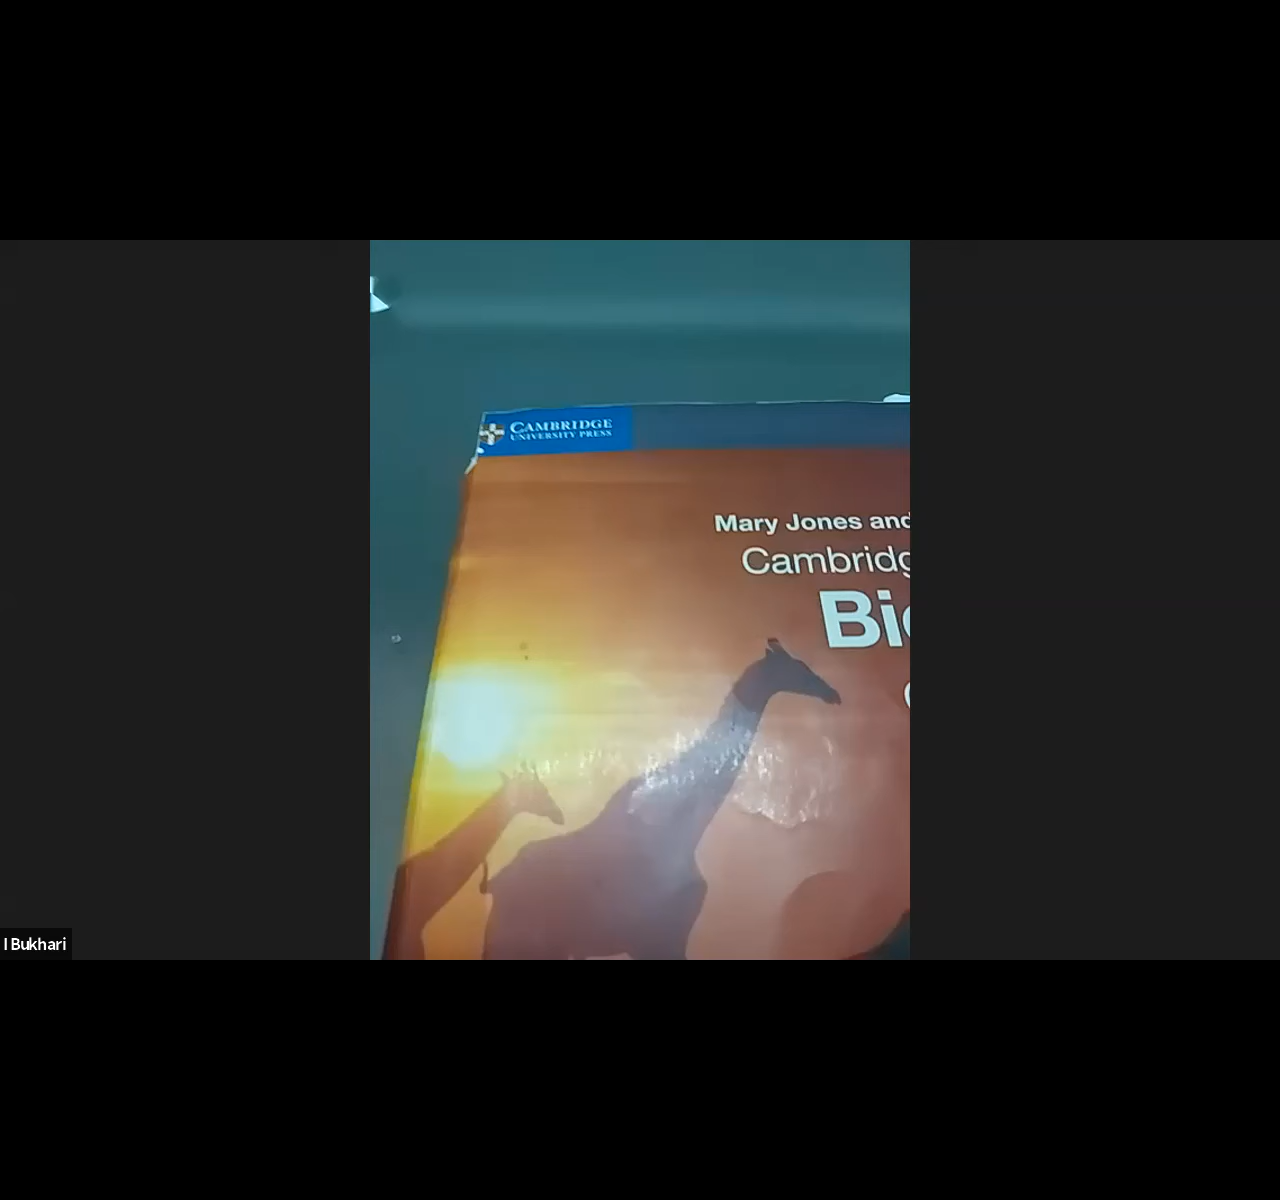 CAMBRIDGE
UNIVERSITY PRESS
Mary Jones and
Cambridg
Bi
I Bukhari